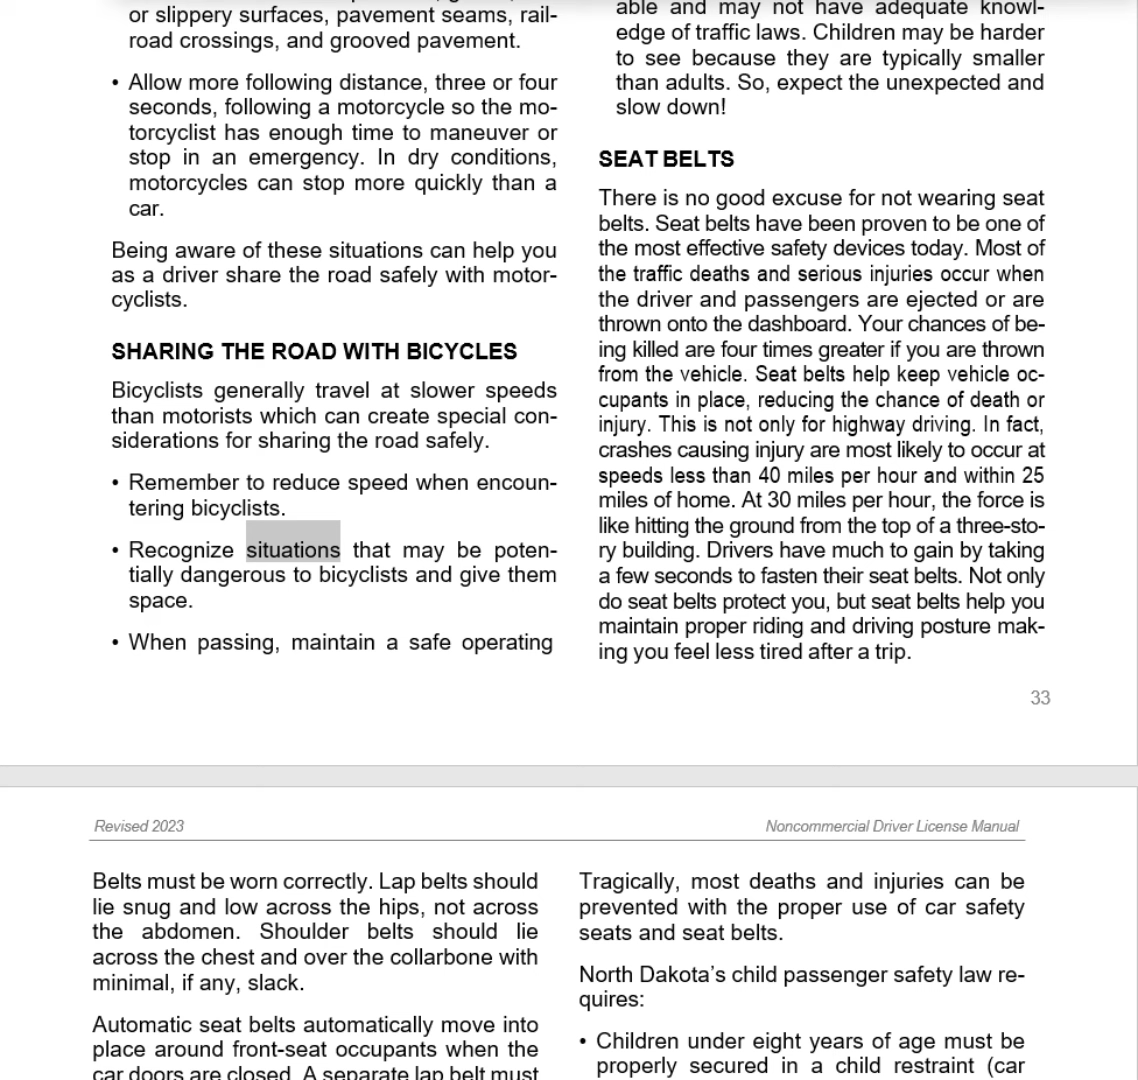 or slippery surfaces, pavement seams, rail-
road crossings, and grooved pavement.
• Allow more following distance, three or four
seconds, following a motorcycle so the mo-
torcyclist has enough time to maneuver or
stop in an emergency. In dry conditions,
motorcycles can stop more quickly than a
car.
Being aware of these situations can help you
as a driver share the road safely with motor-
cyclists.
SHARING THE ROAD WITH BICYCLES
Bicyclists generally travel at slower speeds
than motorists which can create special con-
siderations for sharing the road safely.
• Remember to reduce speed when encoun-
tering bicyclists.
• Recognize situations that may be poten-
tially dangerous to bicyclists and give them
space.
• When passing, maintain a safe operating
able and may not have adequate knowl-
edge of traffic laws. Children may be harder
to see because they are typically smaller
than adults. So, expect the unexpected and
slow down!
SEAT BELTS
There is no good excuse for not wearing seat
belts. Seat belts have been proven to be one of
the most effective safety devices today. Most of
the traffic deaths and serious injuries occur when
the driver and passengers are ejected or are
thrown onto the dashboard. Your chances of be-
ing killed are four times greater if you are thrown
from the vehicle. Seat belts help keep vehicle oc-
cupants in place, reducing the chance of death or
injury. This is not only for highway driving. In fact,
crashes causing injury are most likely to occur at
speeds less than 40 miles per hour and within 25
miles of home. At 30 miles per hour, the force is
like hitting the ground from the top of a three-sto-
ry building. Drivers have much to gain by taking
a few seconds to fasten their seat belts. Not only
do seat belts protect you, but seat belts help you
maintain proper riding and driving posture mak-
ing you feel less tired after a trip.
33
Revised 2023
Noncommercial Driver License Manual
Belts must be worn correctly. Lap belts should
lie snug and low across the hips, not across
the abdomen. Shoulder belts should lie
across the chest and over the collarbone with
minimal, if any, slack.
Automatic seat belts automatically move into
place around front-seat occupants when the
car doors are closed. A separate lap belt must
Tragically, most deaths and injuries can be
prevented with the proper use of car safety
seats and seat belts.
North Dakota’s child passenger safety law re-
quires:
• Children under eight years of age must be
properly secured in a child restraint (car